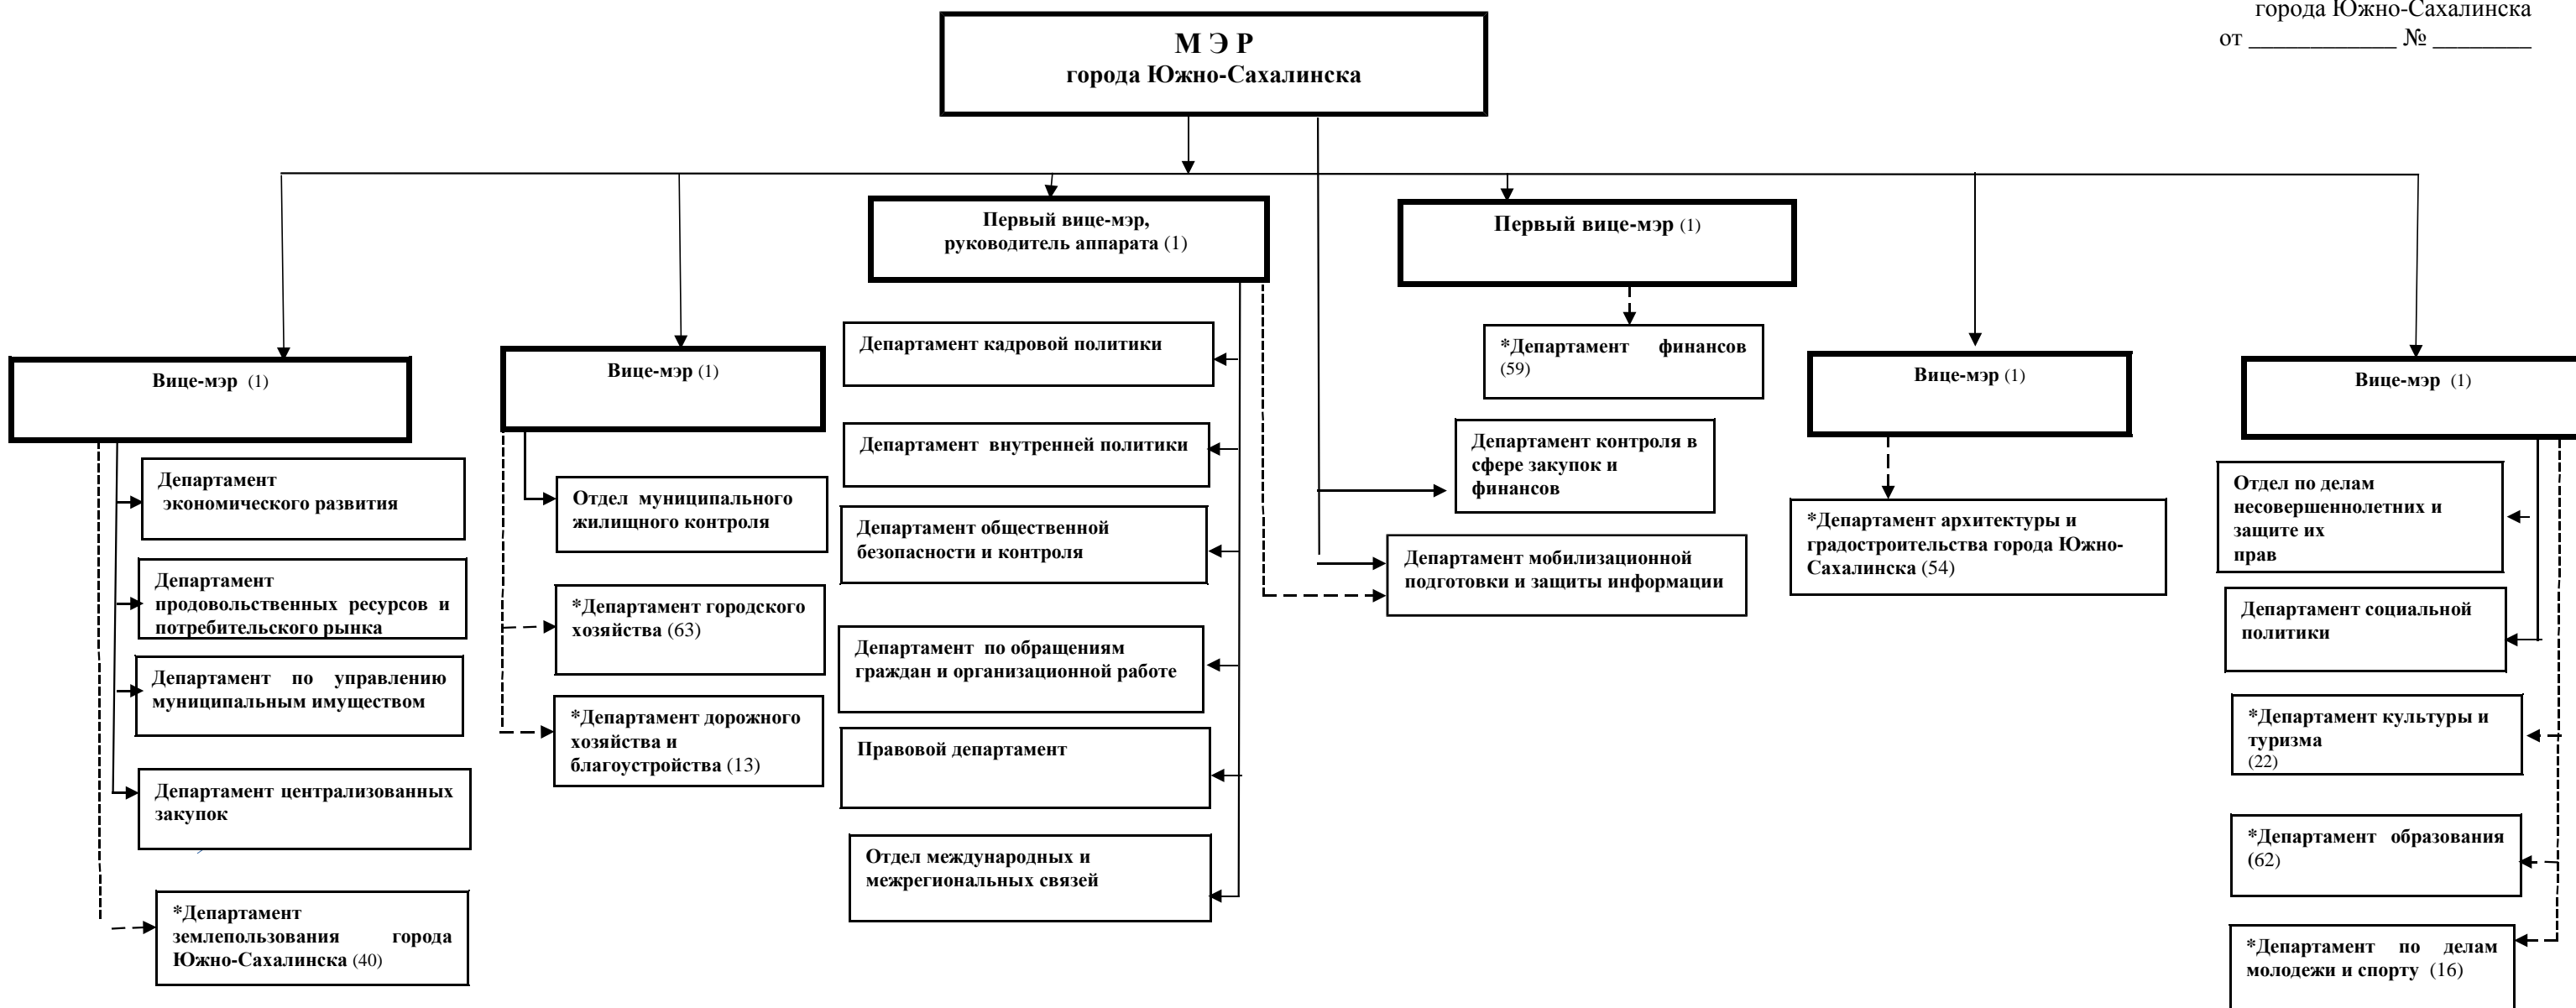 города Южно-Сахалинска
от ____________ № ________
М Э Р
города Южно-Сахалинска
Первый вице-мэр,
руководитель аппарата (1)
Первый вице-мэр (1)
Вице-мэр (1)
Вице-мэр (1)
Вице-мэр (1)
Вице-мэр (1)
Департамент
экономического развития
Департамент
продовольственных ресурсов и
потребительского рынка
Департамент по управлению
муниципальным имуществом
Департамент централизованных
закупок
*Департамент
землепользования города
Южно-Сахалинска (40)
Отдел муниципального
жилищного контроля
*Департамент городского
хозяйства (63)
*Департамент дорожного
хозяйства и
благоустройства (13)
Департамент кадровой политики
Департамент внутренней политики
Департамент общественной
безопасности и контроля
Департамент по обращениям
граждан и организационной работе
Правовой департамент
Отдел международных и
межрегиональных связей
*Департамент финансов
(59)
Департамент контроля в
сфере закупок и
финансов
Департамент мобилизационной
подготовки и защиты информации
*Департамент архитектуры и
градостроительства города Южно-
Сахалинска (54)
Отдел по делам
несовершеннолетних и
защите их
прав
Департамент социальной
политики
*Департамент культуры и
туризма
(22)
*Департамент образования
(62)
*Департамент по делам
молодежи и спорту (16)